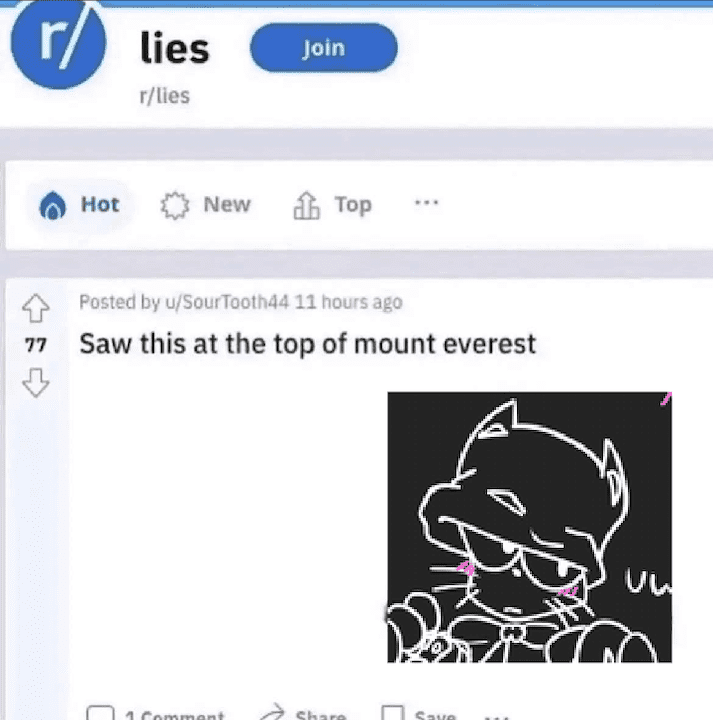 r/
lies
Join
r/lies
Hot New Top ...
Posted by u/SourTooth44 11 hours ago
77
Saw this at the top of mount everest
1 Comment Share Save ...